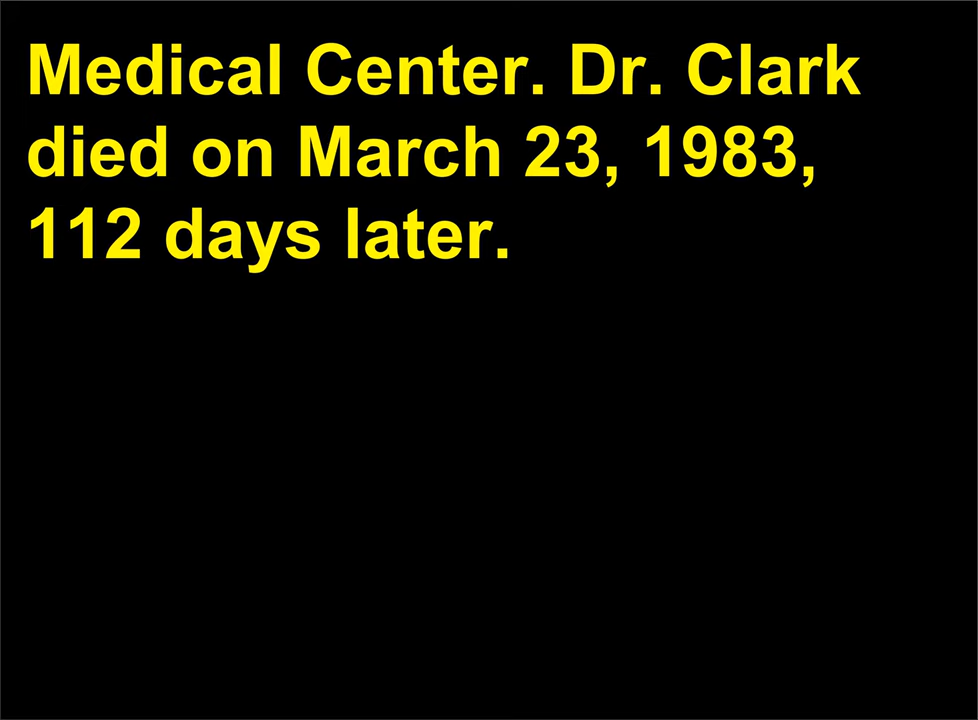 Medical Center. Dr. Clark
died on March 23, 1983,
112 days later.